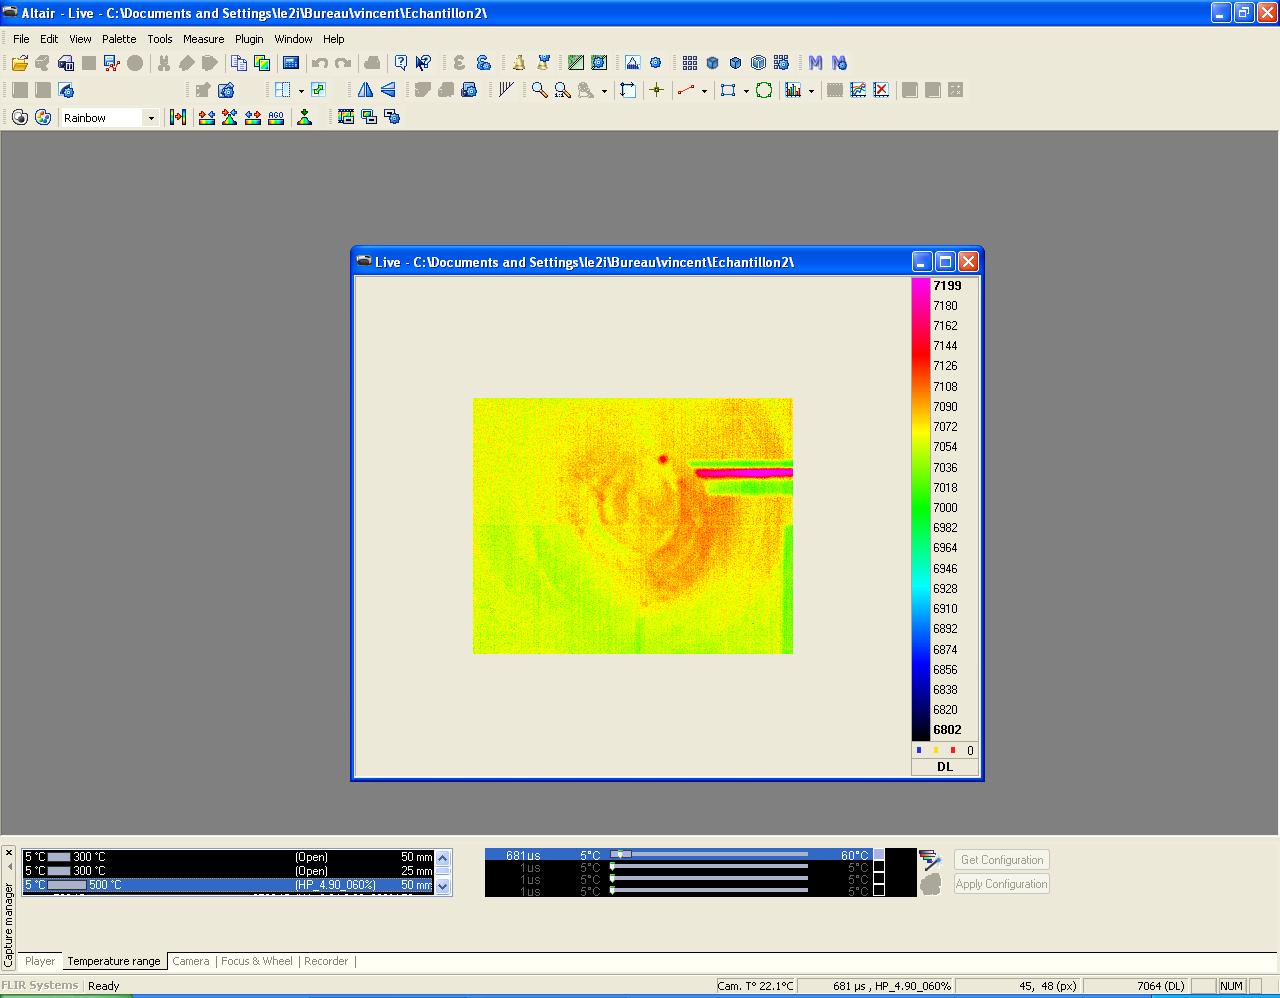 Altair - Live - C:\Documents and Settings\le2i\Bureau\vincent\Echantillon2\
File Edit View Palette Tools Measure Plugin Window Help
Rainbow
AGO
Live - C:\Documents and Settings\le2i\Bureau\vincent\Echantillon2\
7199
7180
7162
7144
7126
7108
7090
7072
7054
7036
7018
7000
6982
6964
6946
6928
6910
6892
6874
6856
6838
6820
6802
0
DL
Capture manager
5 °C 300 °C (Open) 50 mm
5 °C 300 °C (Open) 25 mm
5 °C 500 °C (HP_4.90_060%) 50 mm
681us 5°C 60°C
1us 5°C 5°C
1us 5°C 5°C
1us 5°C 5°C
Get Configuration
Apply Configuration
Player Temperature range Camera Focus & Wheel Recorder
FLIR Systems Ready Cam. T° 22.1°C 681 µs , HP_4.90_060% 45, 48 (px) 7064 (DL) NUM